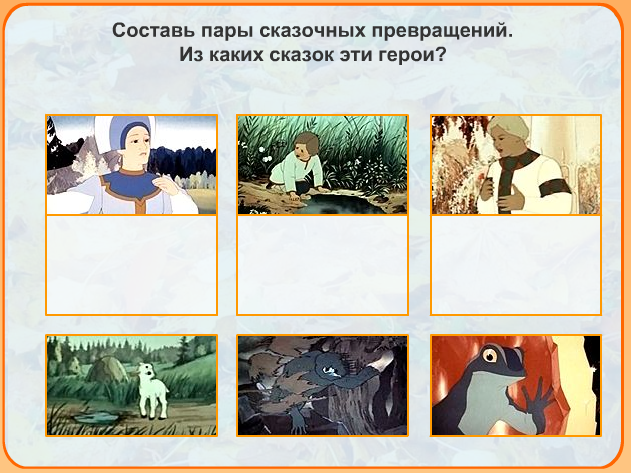 Составь пары сказочных превращений.
Из каких сказок эти герои?